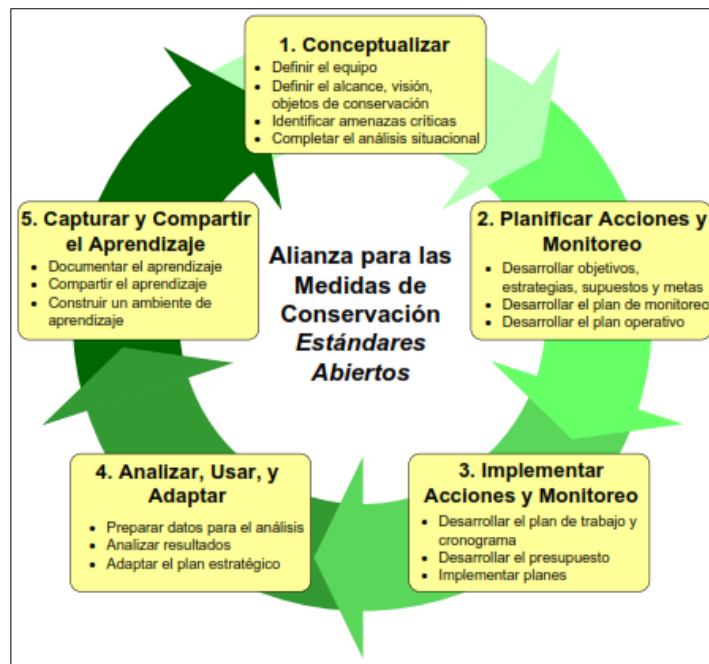 1. Conceptualizar
• Definir el equipo
• Definir el alcance, visión,
objetos de conservación
• Identificar amenazas críticas
• Completar el análisis situacional
2. Planificar Acciones y
Monitoreo
• Desarrollar objetivos,
estrategias, supuestos y metas
• Desarrollar el plan de monitoreo
• Desarrollar el plan operativo
3. Implementar
Acciones y Monitoreo
• Desarrollar el plan de trabajo y
cronograma
• Desarrollar el presupuesto
• Implementar planes
4. Analizar, Usar, y
Adaptar
• Preparar datos para el análisis
• Analizar resultados
• Adaptar el plan estratégico
5. Capturar y Compartir
el Aprendizaje
• Documentar el aprendizaje
• Compartir el aprendizaje
• Construir un ambiente de
aprendizaje
Alianza para las
Medidas de
Conservación
Estándares
Abiertos